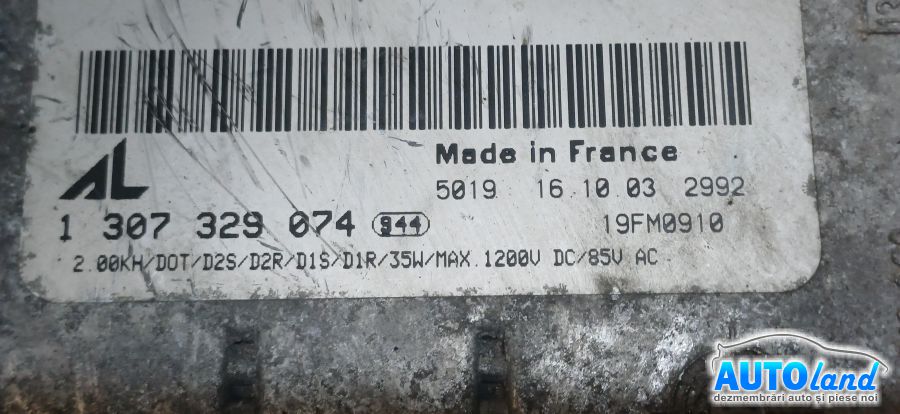 AL
Made in France
5019 16.10.03 2992
1 307 329 074 944 19FM0910
2.00KH/DOT/D2S/D2R/D1S/D1R/35W/MAX.1200V DC/85V AC
AUTOland
dezmembrări auto și piese noi